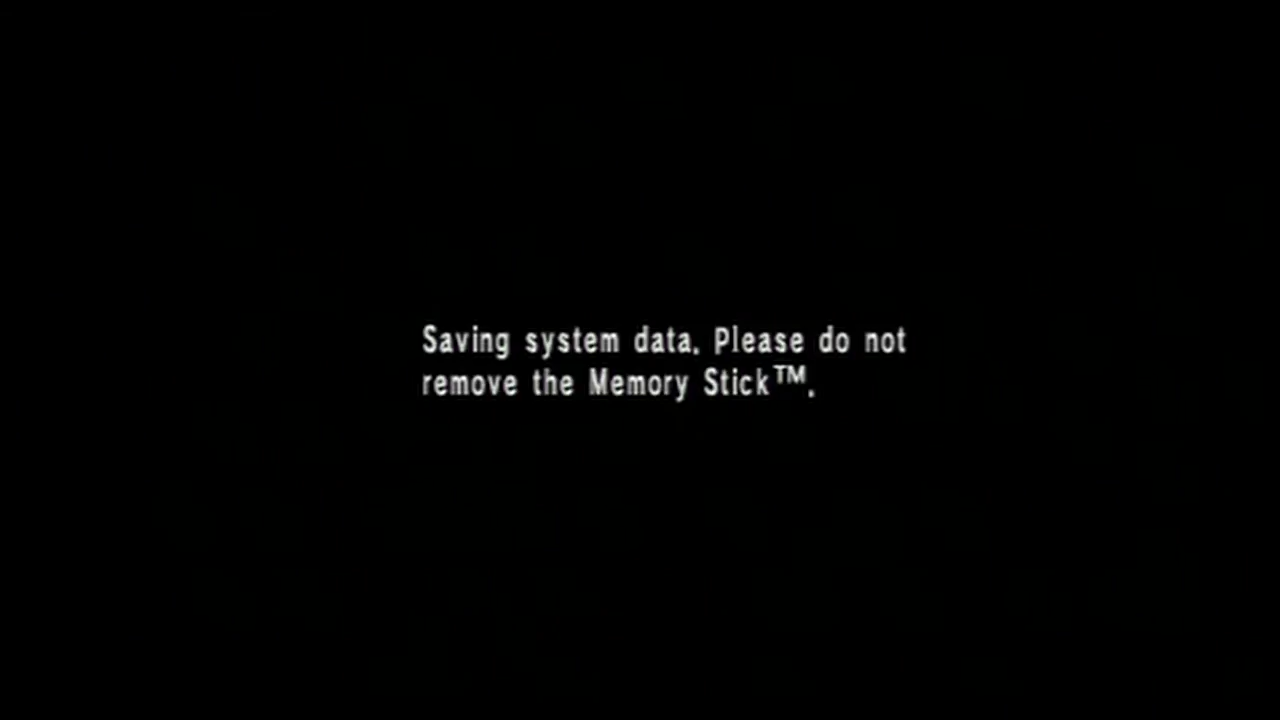 Saving system data. Please do not
remove the Memory Stick™.